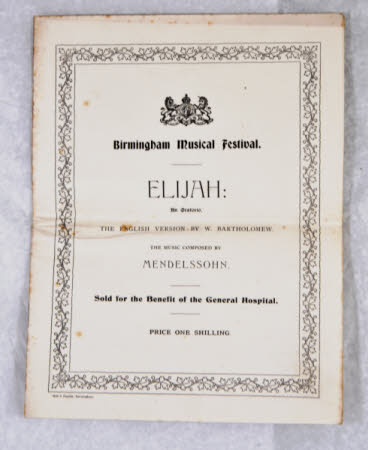 Birmingham Musical Festival.
ELIJAH:
An Oratorio.
THE ENGLISH VERSION BY W. BARTHOLOMEW.
THE MUSIC COMPOSED BY
MENDELSSOHN.
Sold for the Benefit of the General Hospital.
PRICE ONE SHILLING.